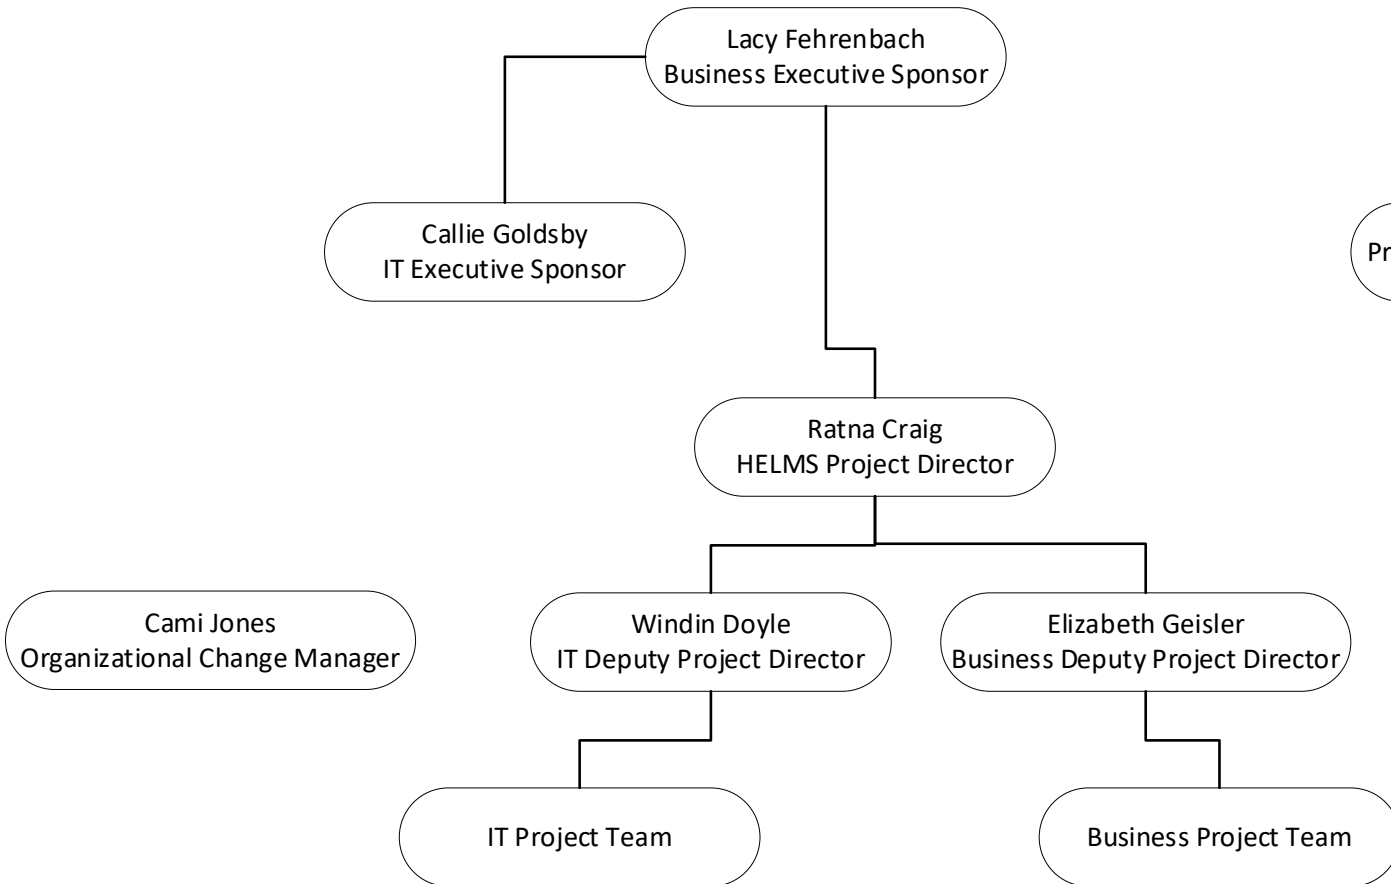 Lacy Fehrenbach
Business Executive Sponsor
Callie Goldsby
IT Executive Sponsor
Ratna Craig
HELMS Project Director
Cami Jones
Organizational Change Manager
Windin Doyle
IT Deputy Project Director
Elizabeth Geisler
Business Deputy Project Director
IT Project Team
Business Project Team